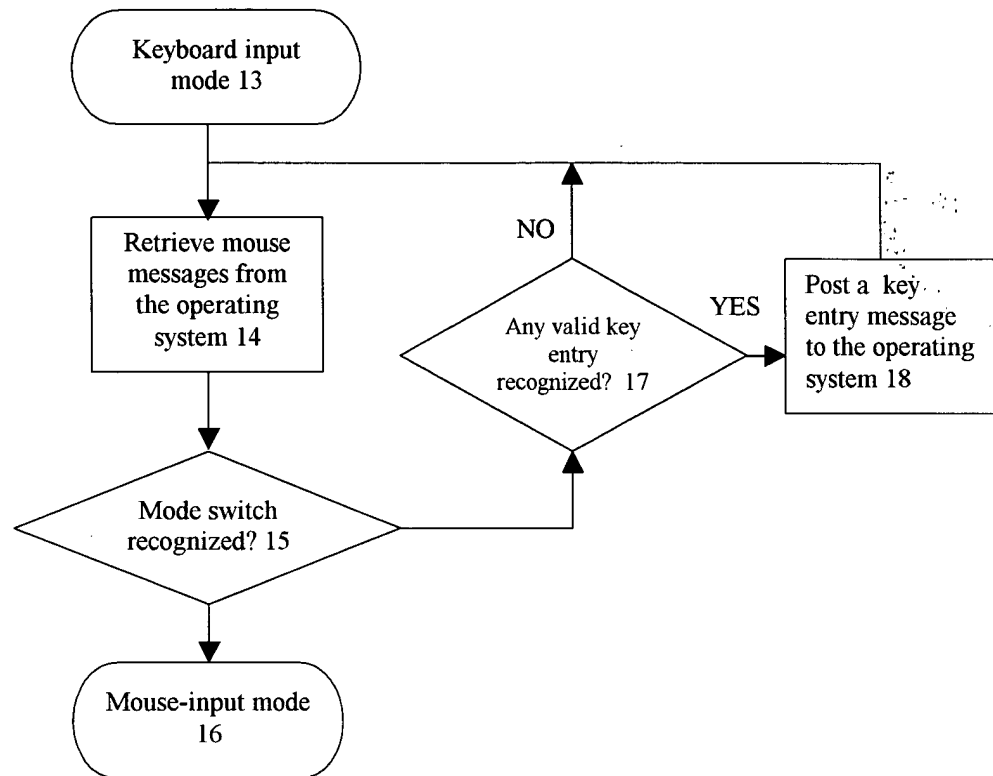 Keyboard input
mode 13
Retrieve mouse
messages from
the operating
system 14
Mode switch
recognized? 15
Mouse-input mode
16
NO
Any valid key
entry
recognized? 17
YES
Post a key
entry message
to the operating
system 18